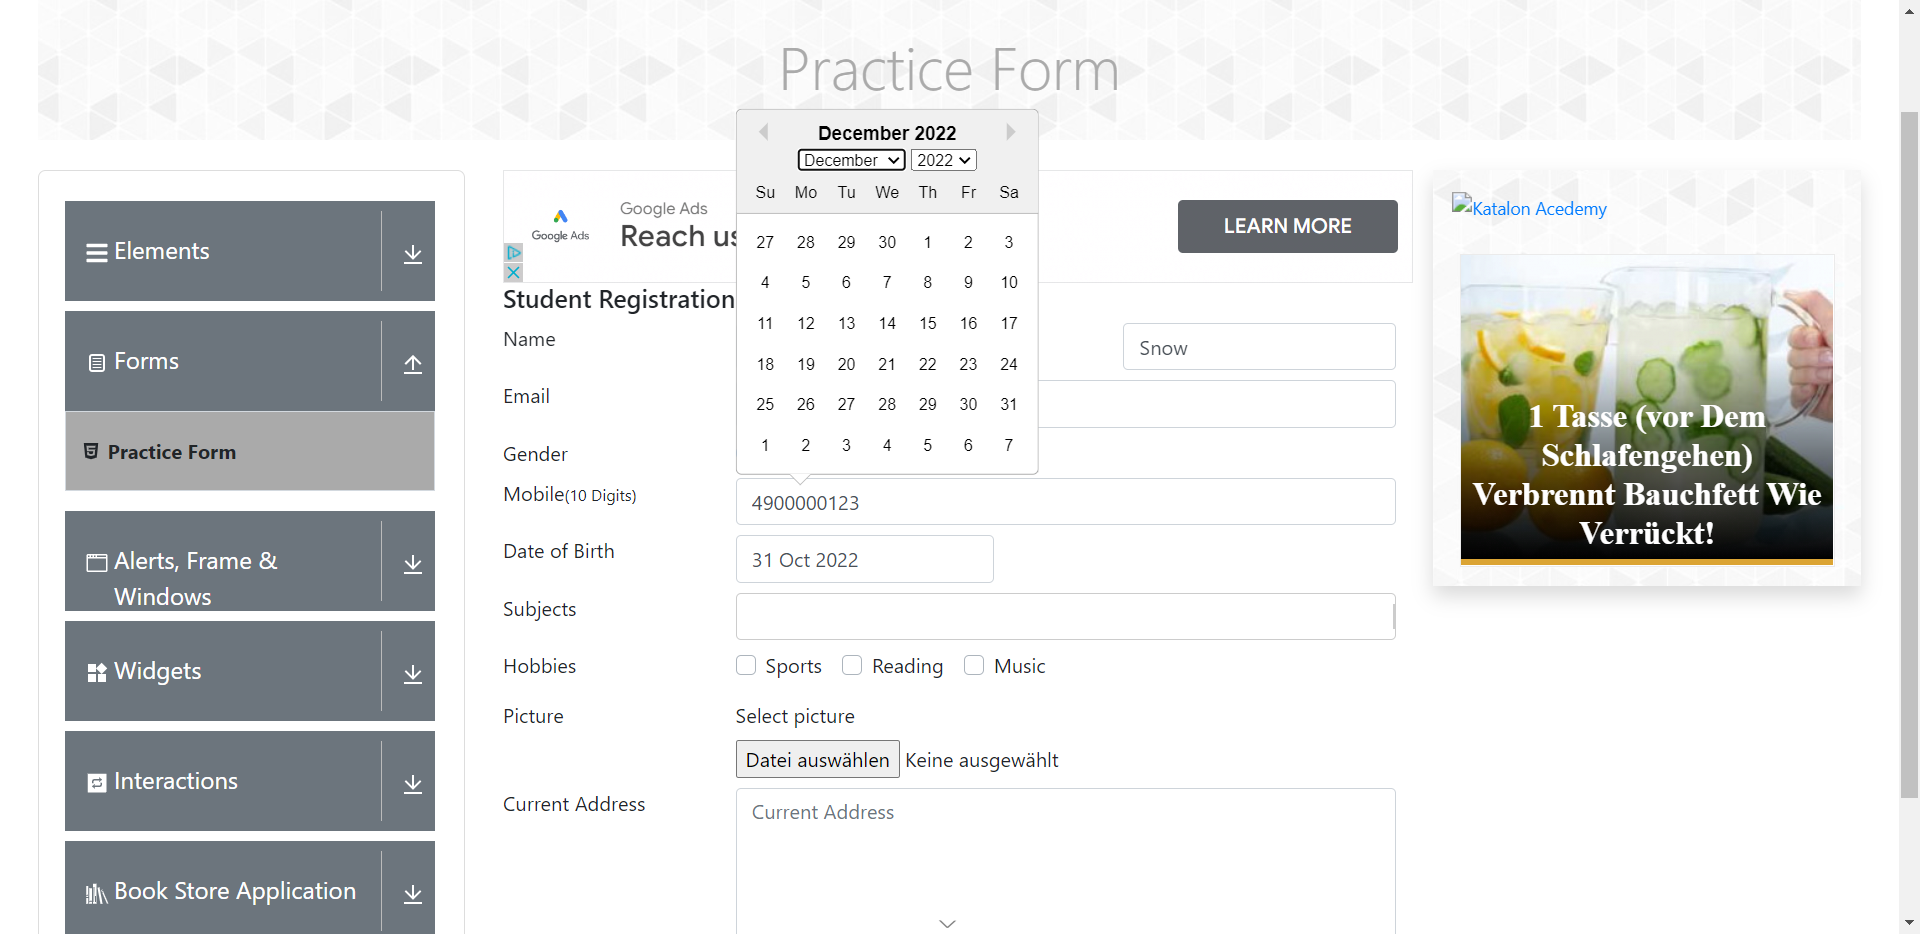 Practice Form
December 2022
December 2022
Su Mo Tu We Th Fr Sa
27 28 29 30 1 2 3
4 5 6 7 8 9 10
11 12 13 14 15 16 17
18 19 20 21 22 23 24
25 26 27 28 29 30 31
1 2 3 4 5 6 7
Elements
Forms
Practice Form
Alerts, Frame &
Windows
Widgets
Interactions
Book Store Application
Google Ads
Google Ads
Reach us
LEARN MORE
Student Registration
Name
Snow
Email
Gender
Mobile(10 Digits)
4900000123
Date of Birth
31 Oct 2022
Subjects
Hobbies
Sports Reading Music
Picture
Select picture
Datei auswählen Keine ausgewählt
Current Address
Current Address
Katalon Acedemy
1 Tasse (vor Dem
Schlafengehen)
Verbrennt Bauchfett Wie
Verrückt!